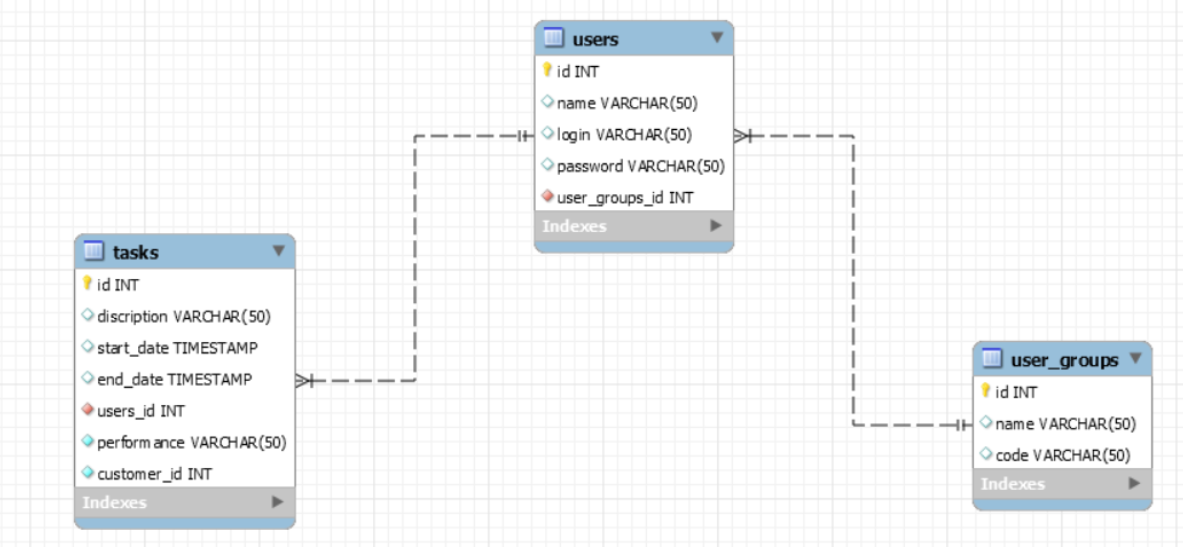 users
id INT
name VARCHAR(50)
login VARCHAR(50)
password VARCHAR(50)
user_groups_id INT
Indexes
tasks
id INT
discription VARCHAR(50)
start_date TIMESTAMP
end_date TIMESTAMP
users_id INT
performance VARCHAR(50)
customer_id INT
Indexes
user_groups
id INT
name VARCHAR(50)
code VARCHAR(50)
Indexes